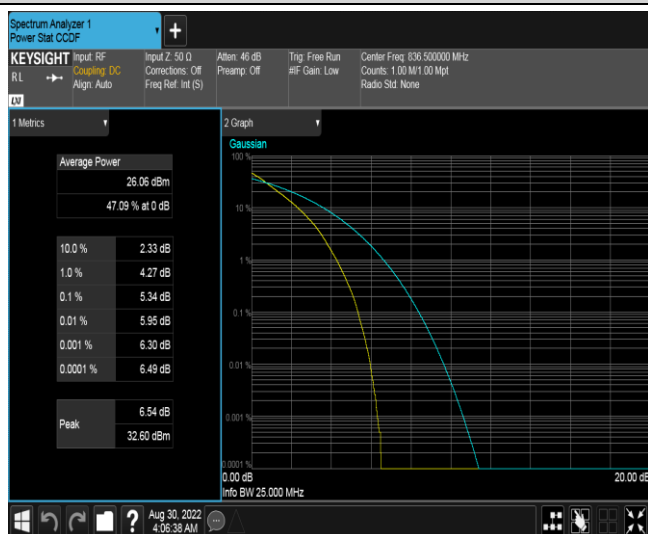 Spectrum Analyzer 1
Power Stat CCDF
+
KEYSIGHT
RL
LXI
Input: RF
Coupling: DC
Align: Auto
Input Z: 50 Ω
Corrections: Off
Freq Ref: Int (S)
Atten: 46 dB
Preamp: Off
Trig: Free Run
#IF Gain: Low
Center Freq: 836.500000 MHz
Counts: 1.00 M/1.00 Mpt
Radio Std: None
1 Metrics
Average Power
26.06 dBm
47.09 % at 0 dB
10.0 % 2.33 dB
1.0 % 4.27 dB
0.1 % 5.34 dB
0.01 % 5.95 dB
0.001 % 6.30 dB
0.0001 % 6.49 dB
Peak
6.54 dB
32.60 dBm
2 Graph
Gaussian
100 %
10 %
1 %
0.1 %
0.01 %
0.001 %
0.0001 %
0.00 dB
20.00 dB
Info BW 25.000 MHz
?
Aug 30, 2022
4:06:38 AM